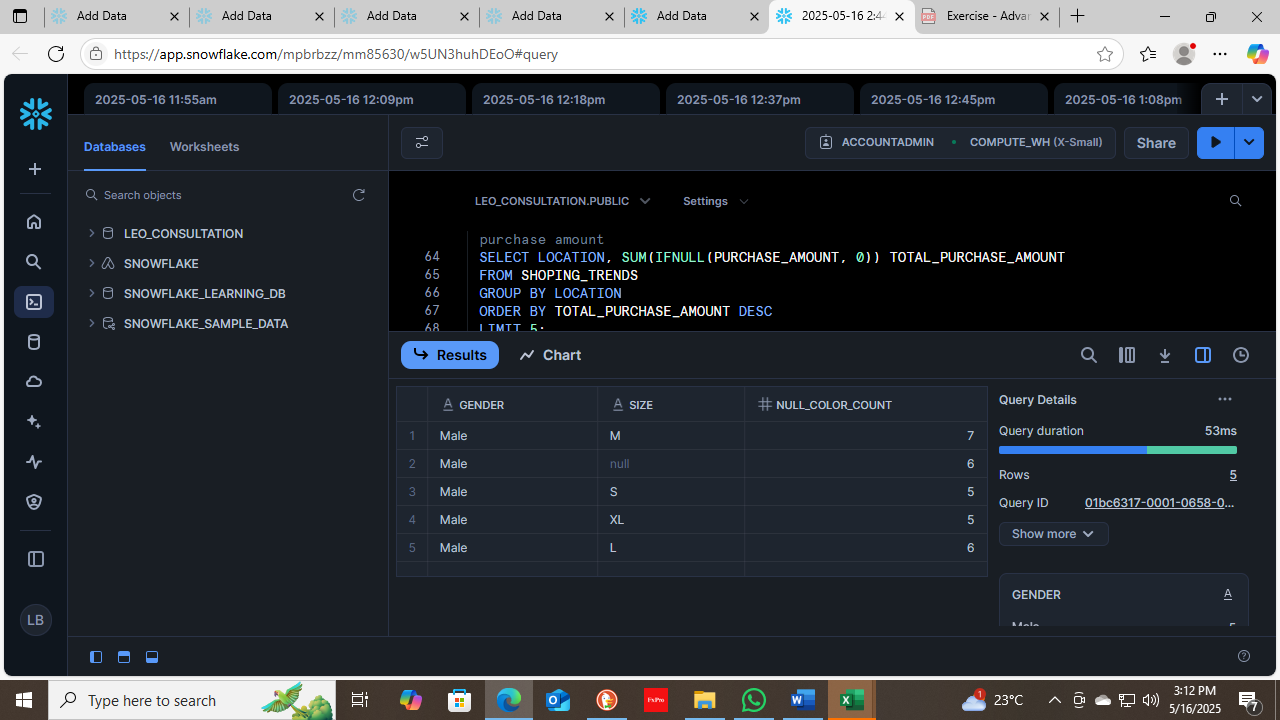 Add Data
Add Data
Add Data
Add Data
Add Data
2025-05-16 2:44
Exercise - Advan
https://app.snowflake.com/mpbrbzz/mm85630/w5UN3huhDEoO#query
2025-05-16 11:55am
2025-05-16 12:09pm
2025-05-16 12:18pm
2025-05-16 12:37pm
2025-05-16 12:45pm
2025-05-16 1:08pm
Databases
Worksheets
ACCOUNTADMIN
COMPUTE_WH (X-Small)
Share
Search objects
LEO_CONSULTATION
SNOWFLAKE
SNOWFLAKE_LEARNING_DB
SNOWFLAKE_SAMPLE_DATA
LB
LEO_CONSULTATION.PUBLIC
Settings
purchase amount
64 SELECT LOCATION, SUM(IFNULL(PURCHASE_AMOUNT, 0)) TOTAL_PURCHASE_AMOUNT
65 FROM SHOPING_TRENDS
66 GROUP BY LOCATION
67 ORDER BY TOTAL_PURCHASE_AMOUNT DESC
68 LIMIT 5;
Results
Chart
GENDER SIZE NULL_COLOR_COUNT
1 Male M 7
2 Male null 6
3 Male S 5
4 Male XL 5
5 Male L 6
Query Details
Query duration 53ms
Rows 5
Query ID 01bc6317-0001-0658-0...
Show more
GENDER A
Male 5
Type here to search
FxPro
1
23°C
3:12 PM
5/16/2025
7